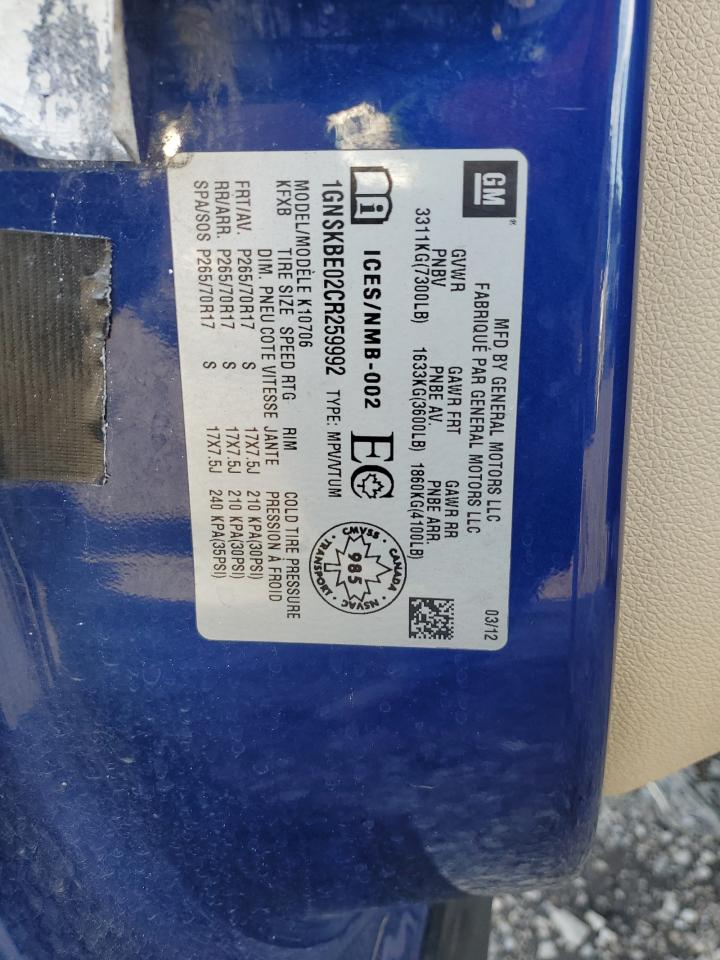 GM
MFD BY GENERAL MOTORS LLC
FABRIQUÉ PAR GENERAL MOTORS LLC
03/12
GVWR GAWR FRT GAWR RR
PNBV PNBE AV. PNBE ARR.
3311KG(7300LB) 1633KG(3600LB) 1860KG(4100LB)
i ICES/NMB-002 EC
CMVSS · CANADA · NSVAC · TRANSPORT ·
985
1GNSKBE02CR259992 TYPE: MPV/VTUM
MODEL/MODÈLE K10706
KFXB TIRE SIZE SPEED RTG RIM COLD TIRE PRESSURE
DIM. PNEU COTE VITESSE JANTE PRESSION À FROID
FRT/AV. P265/70R17 S 17X7.5J 210 KPA(30PSI)
RR/ARR. P265/70R17 S 17X7.5J 210 KPA(30PSI)
SPA/SOS P265/70R17 S 17X7.5J 240 KPA(35PSI)